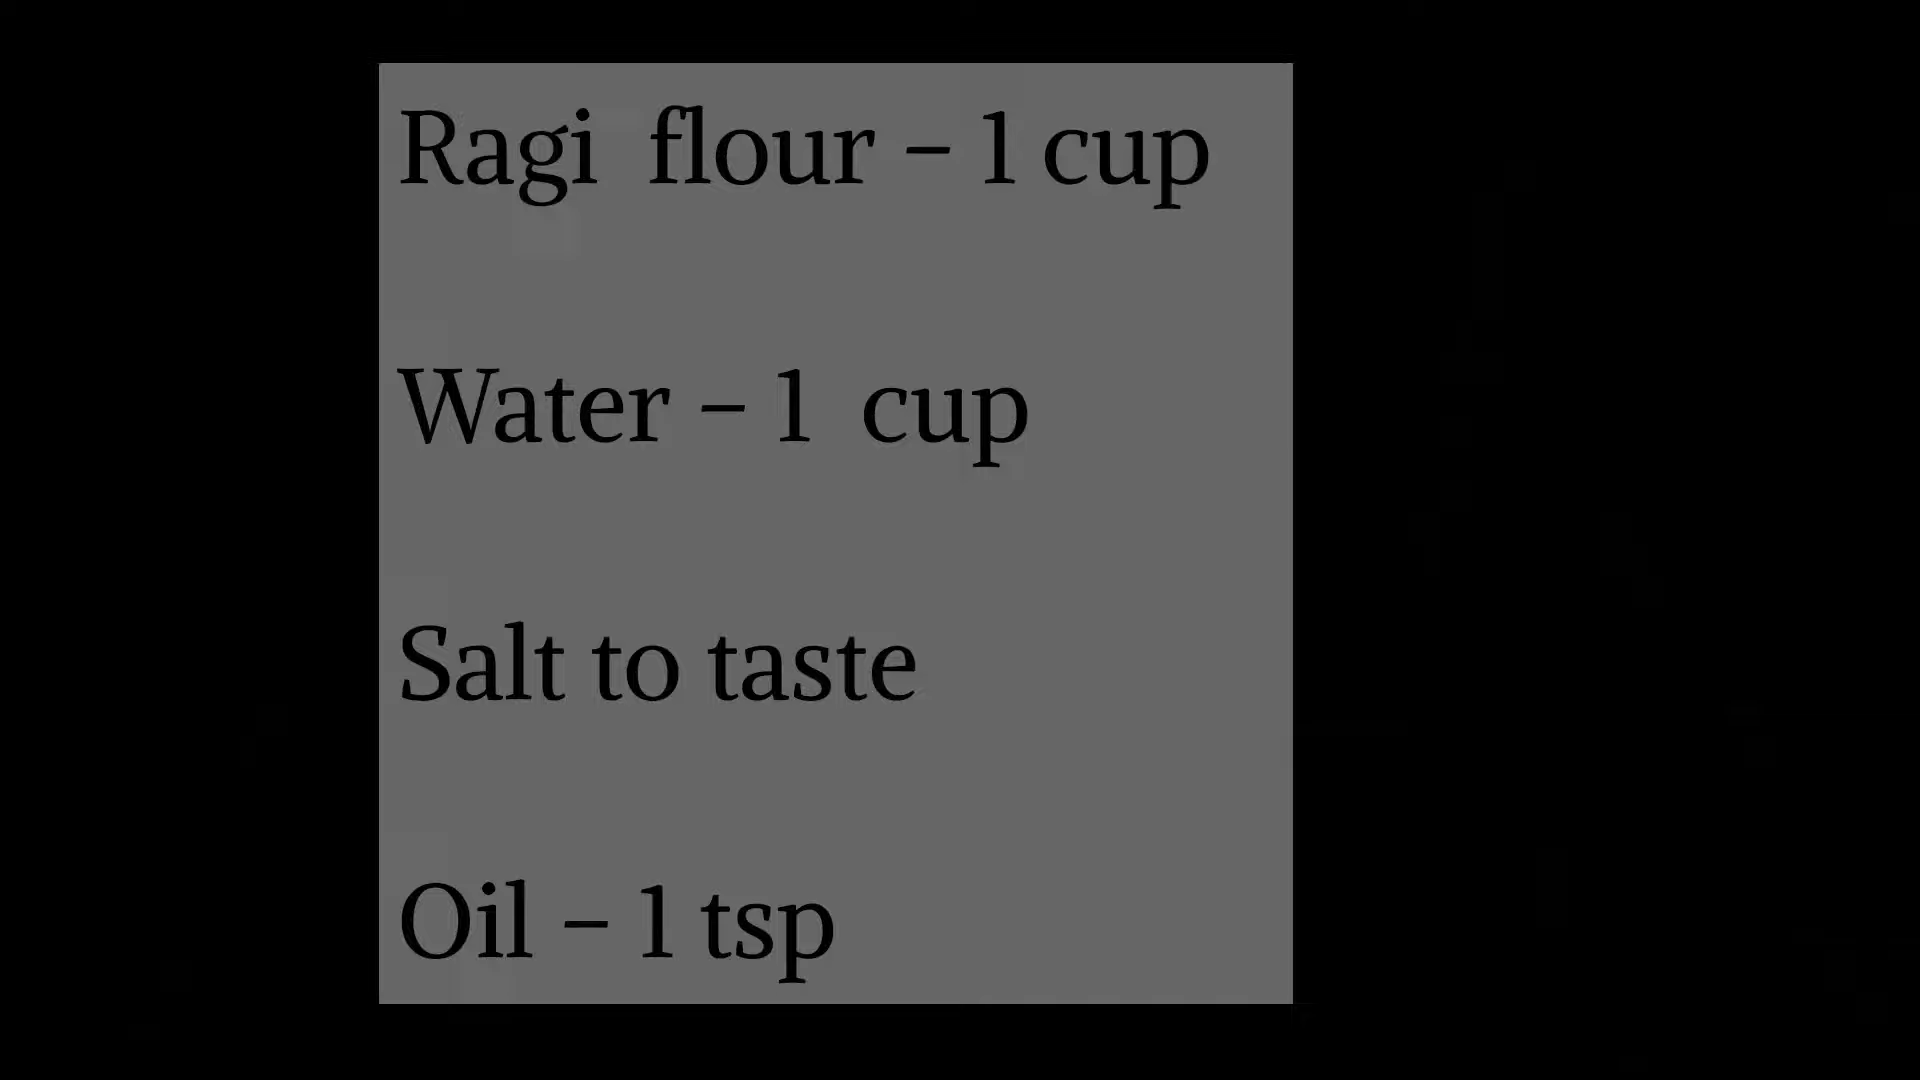 Ragi flour – 1 cup
Water – 1 cup
Salt to taste
Oil – 1 tsp